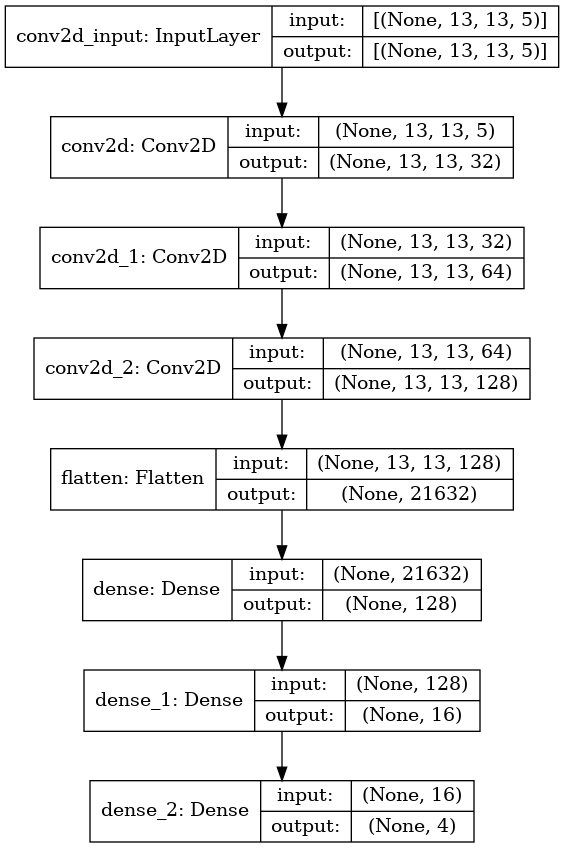 conv2d_input: InputLayer
input:
[(None, 13, 13, 5)]
output:
[(None, 13, 13, 5)]
conv2d: Conv2D
input:
(None, 13, 13, 5)
output:
(None, 13, 13, 32)
conv2d_1: Conv2D
input:
(None, 13, 13, 32)
output:
(None, 13, 13, 64)
conv2d_2: Conv2D
input:
(None, 13, 13, 64)
output:
(None, 13, 13, 128)
flatten: Flatten
input:
(None, 13, 13, 128)
output:
(None, 21632)
dense: Dense
input:
(None, 21632)
output:
(None, 128)
dense_1: Dense
input:
(None, 128)
output:
(None, 16)
dense_2: Dense
input:
(None, 16)
output:
(None, 4)